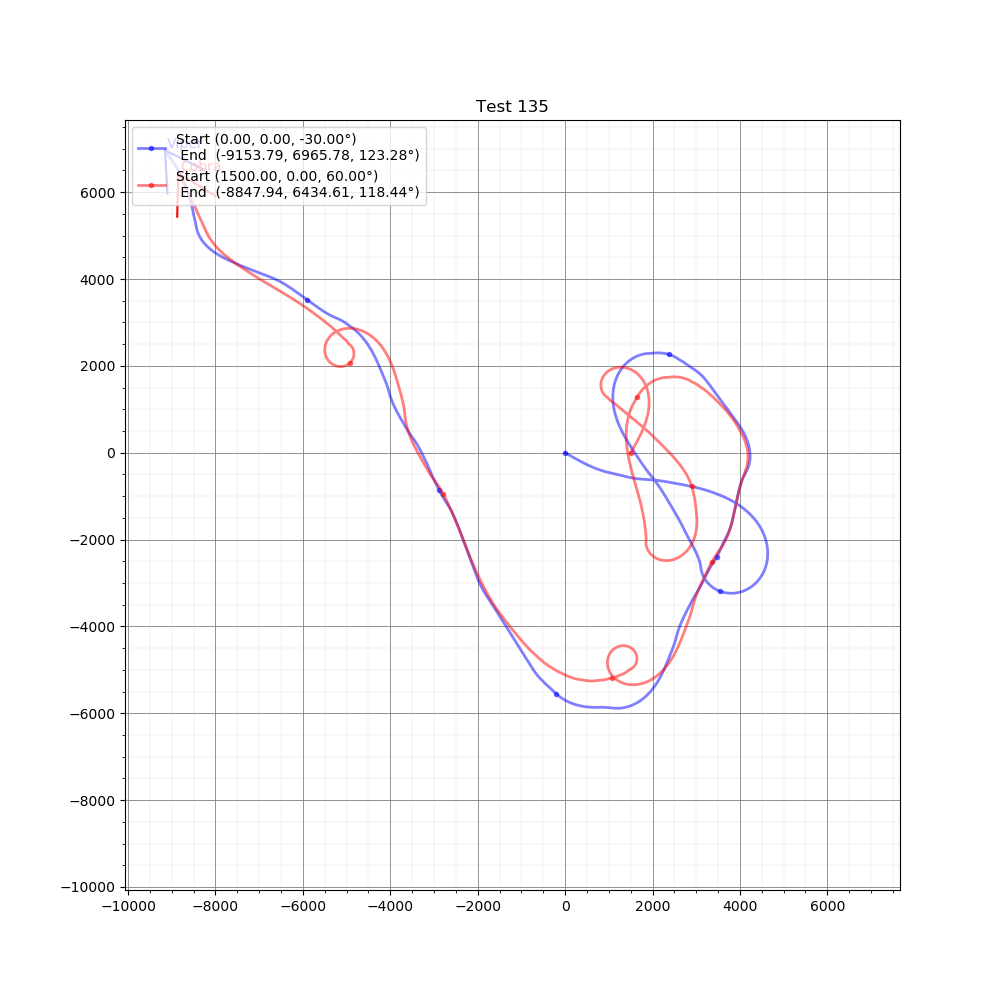 Test 135
Start (0.00, 0.00, -30.00°)
End (-9153.79, 6965.78, 123.28°)
Start (1500.00, 0.00, 60.00°)
End (-8847.94, 6434.61, 118.44°)
6000
4000
2000
0
−2000
−4000
−6000
−8000
−10000
−10000 −8000 −6000 −4000 −2000 0 2000 4000 6000